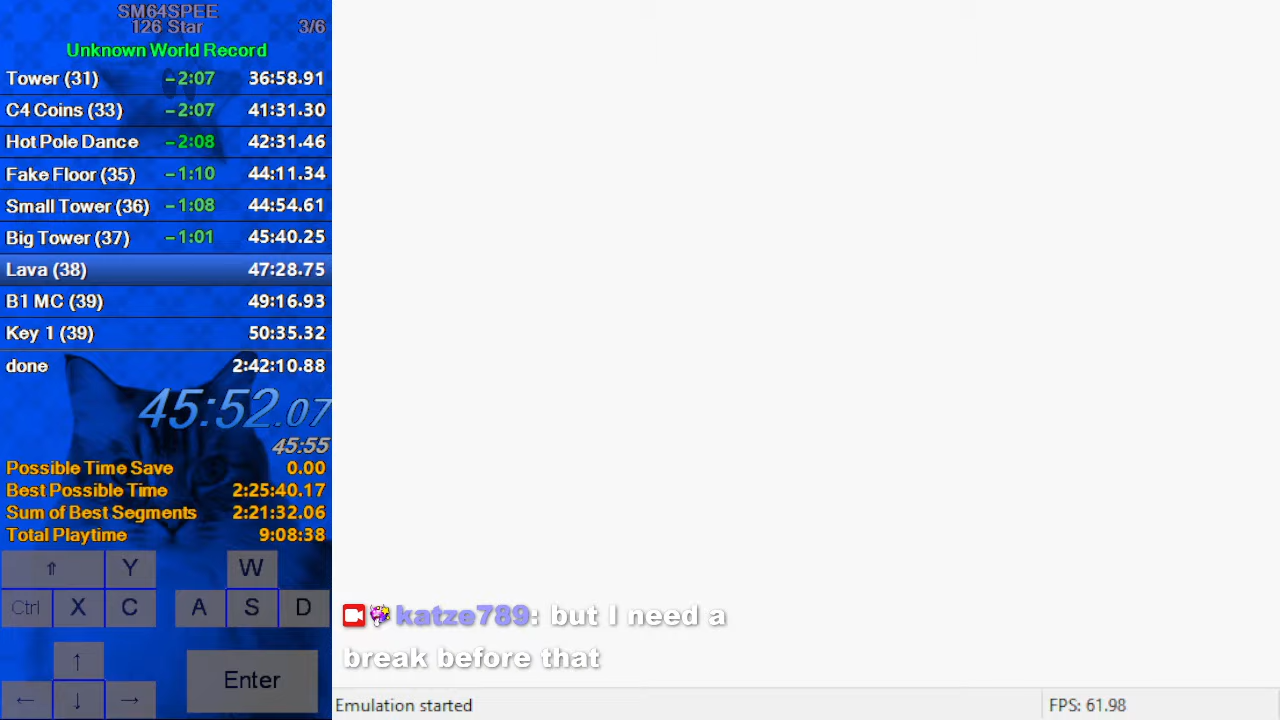 SM64SPEE
126 Star 3/6
Unknown World Record
Tower (31) -2:07 36:58.91
C4 Coins (33) -2:07 41:31.30
Hot Pole Dance -2:08 42:31.46
Fake Floor (35) -1:10 44:11.34
Small Tower (36) -1:08 44:54.61
Big Tower (37) -1:01 45:40.25
Lava (38) 47:28.75
B1 MC (39) 49:16.93
Key 1 (39) 50:35.32
done 2:42:10.88
45:52.07
45:55
Possible Time Save 0.00
Best Possible Time 2:25:40.17
Sum of Best Segments 2:21:32.06
Total Playtime 9:08:38
⇑ Y W
Ctrl X C A S D
↑
Enter
← ↓ →
katze789: but I need a
break before that
Emulation started FPS: 61.98